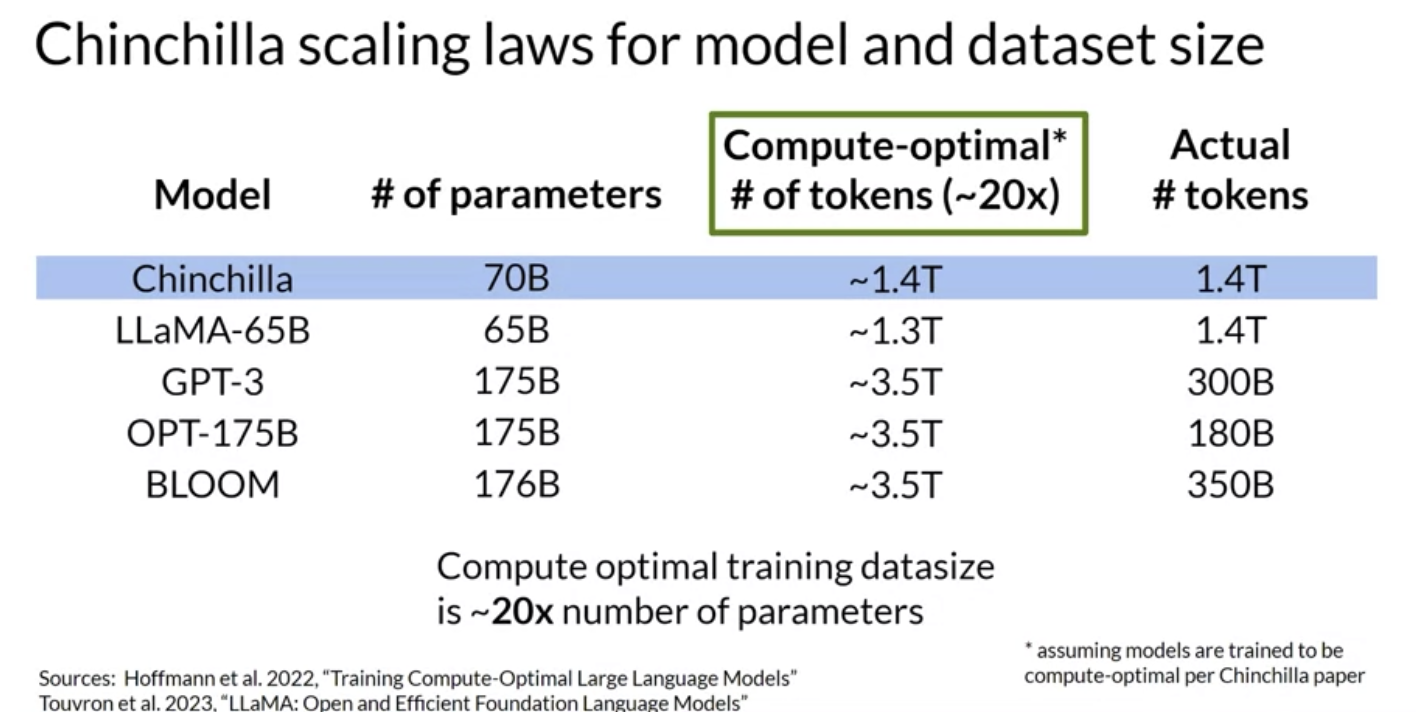 Chinchilla scaling laws for model and dataset size
Model # of parameters Compute-optimal* # of tokens (~20x) Actual # tokens
Chinchilla 70B ~1.4T 1.4T
LLaMA-65B 65B ~1.3T 1.4T
GPT-3 175B ~3.5T 300B
OPT-175B 175B ~3.5T 180B
BLOOM 176B ~3.5T 350B
Compute optimal training datasize
is ~20x number of parameters
* assuming models are trained to be
compute-optimal per Chinchilla paper
Sources: Hoffmann et al. 2022, “Training Compute-Optimal Large Language Models”
Touvron et al. 2023, “LLaMA: Open and Efficient Foundation Language Models”